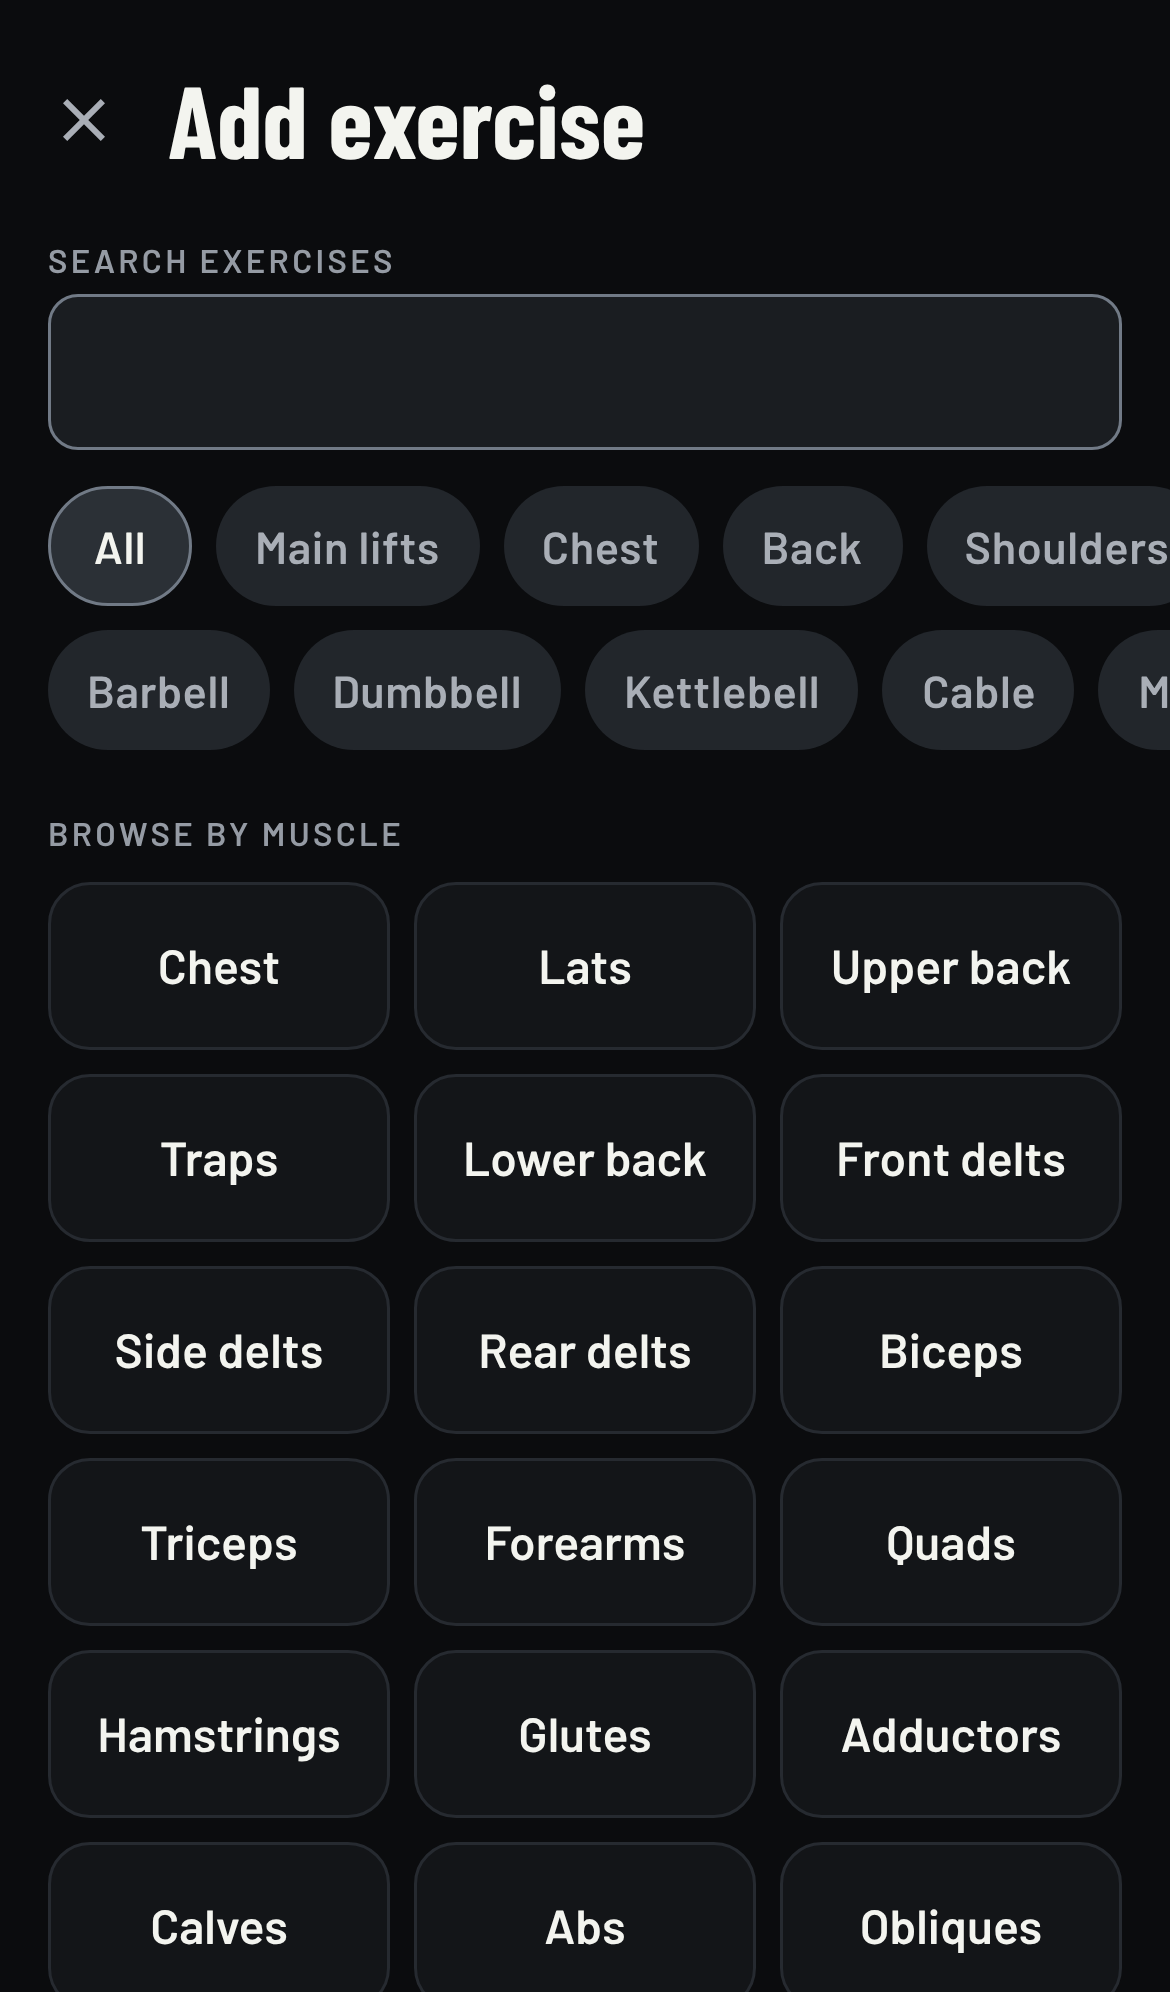 Add exercise
SEARCH EXERCISES
All Main lifts Chest Back Shoulders
Barbell Dumbbell Kettlebell Cable M
BROWSE BY MUSCLE
Chest Lats Upper back
Traps Lower back Front delts
Side delts Rear delts Biceps
Triceps Forearms Quads
Hamstrings Glutes Adductors
Calves Abs Obliques